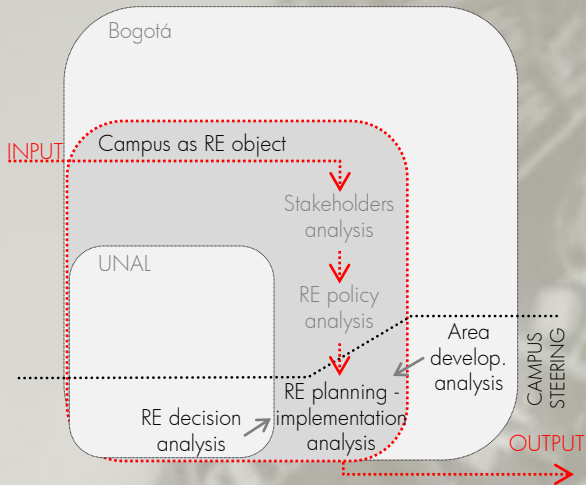 Bogotá
INPUT
Campus as RE object
Stakeholders
analysis
UNAL
RE policy
analysis
Area
develop.
analysis
CAMPUS
STEERING
RE planning -
implementation
analysis
RE decision
analysis
OUTPUT